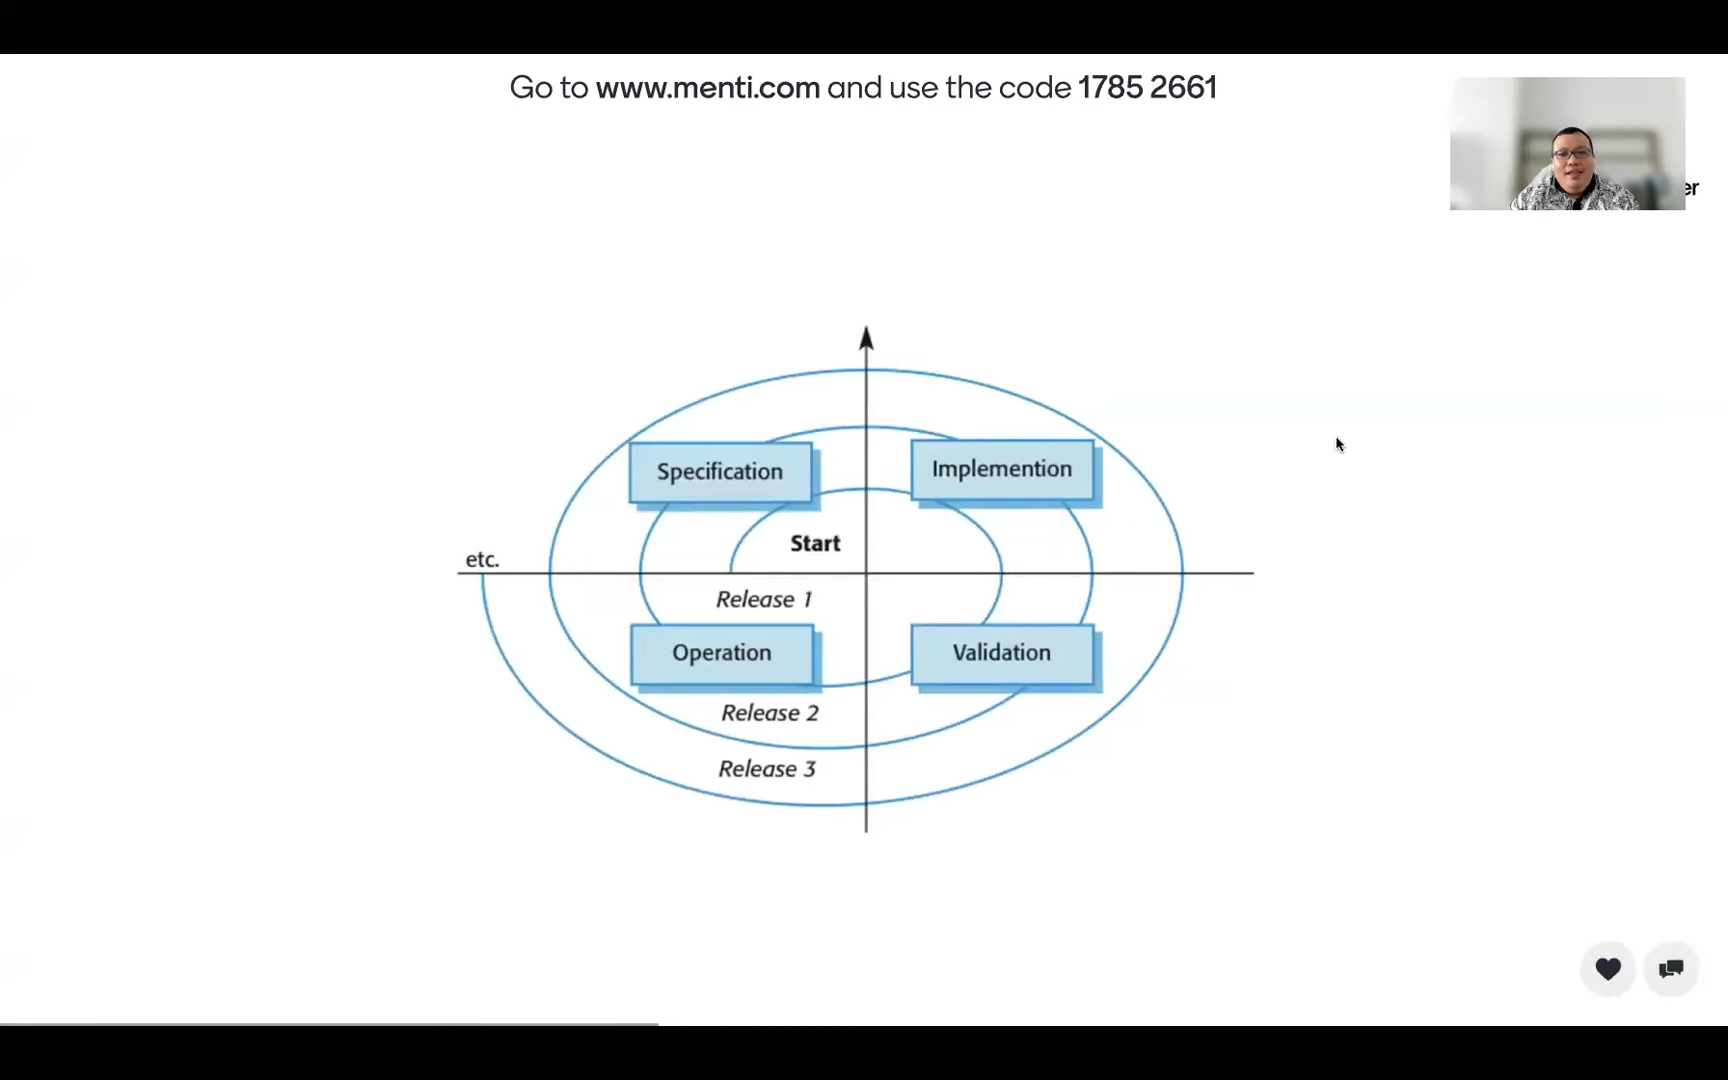 Go to www.menti.com and use the code 1785 2661
er
Specification
Implemention
Start
etc.
Release 1
Operation
Validation
Release 2
Release 3